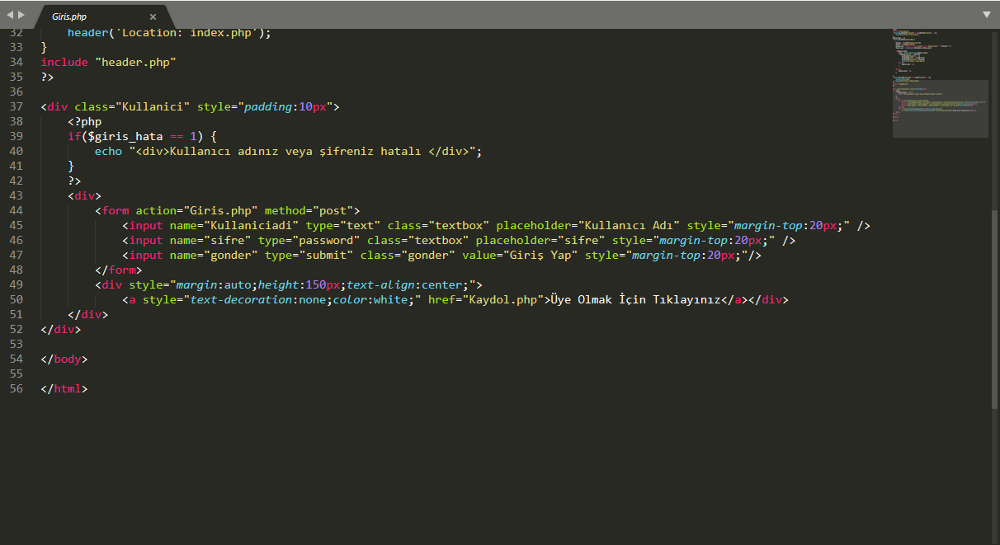 Giris.php
32 header('Location: index.php');
33 }
34 include "header.php"
35 ?>
36
37 <div class="Kullanici" style="padding:10px">
38 <?php
39 if($giris_hata == 1) {
40 echo "<div>Kullanıcı adınız veya şifreniz hatalı </div>";
41 }
42 ?>
43 <div>
44 <form action="Giris.php" method="post">
45 <input name="Kullaniciadi" type="text" class="textbox" placeholder="Kullanıcı Adı" style="margin-top:20px;" />
46 <input name="sifre" type="password" class="textbox" placeholder="sifre" style="margin-top:20px;" />
47 <input name="gonder" type="submit" class="gonder" value="Giriş Yap" style="margin-top:20px;"/>
48 </form>
49 <div style="margin:auto;height:150px;text-align:center;">
50 <a style="text-decoration:none;color:white;" href="Kaydol.php">Üye Olmak İçin Tıklayınız</a></div>
51 </div>
52 </div>
53
54 </body>
55
56 </html>